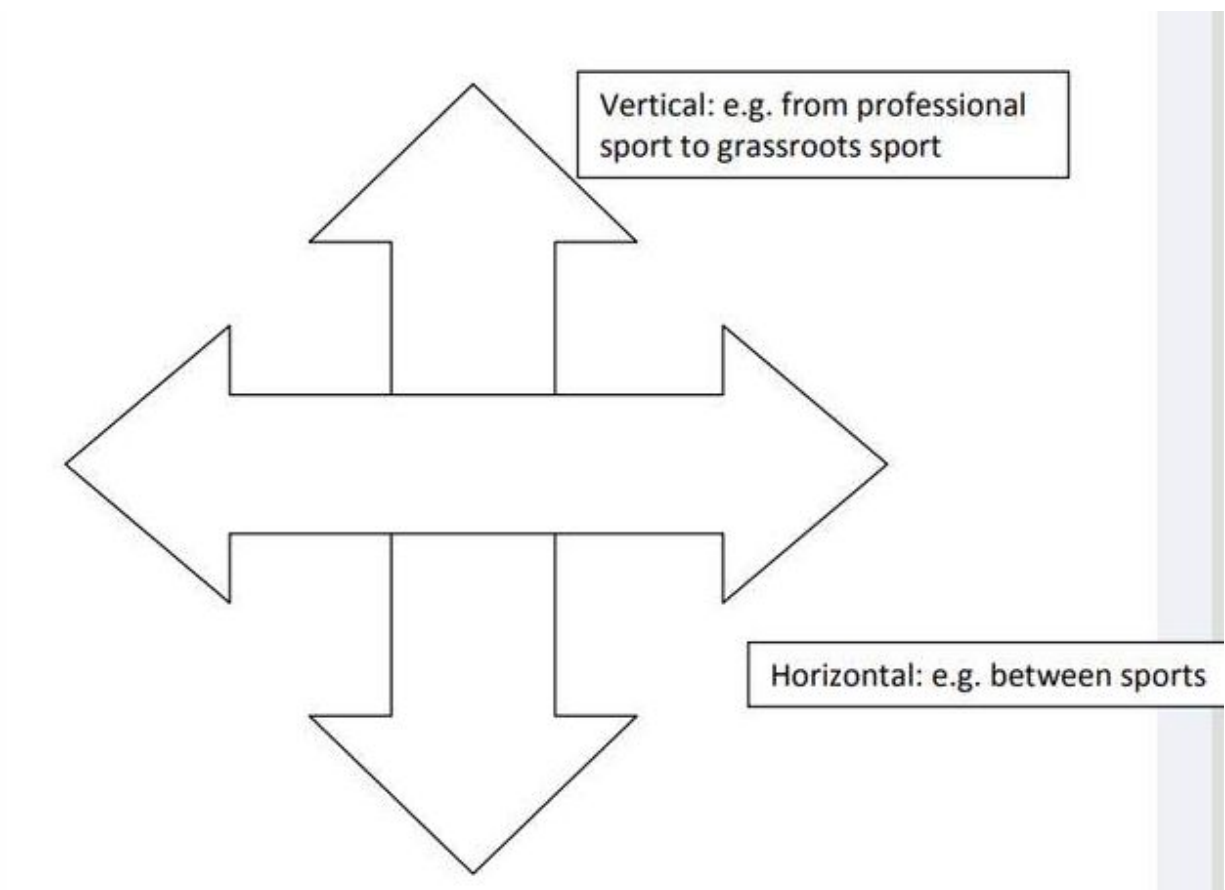 Vertical: e.g. from professional
sport to grassroots sport
Horizontal: e.g. between sports